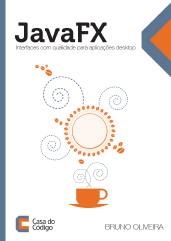 JavaFX
Interfaces com qualidade para aplicações desktop
Casa do
Código
BRUNO OLIVEIRA